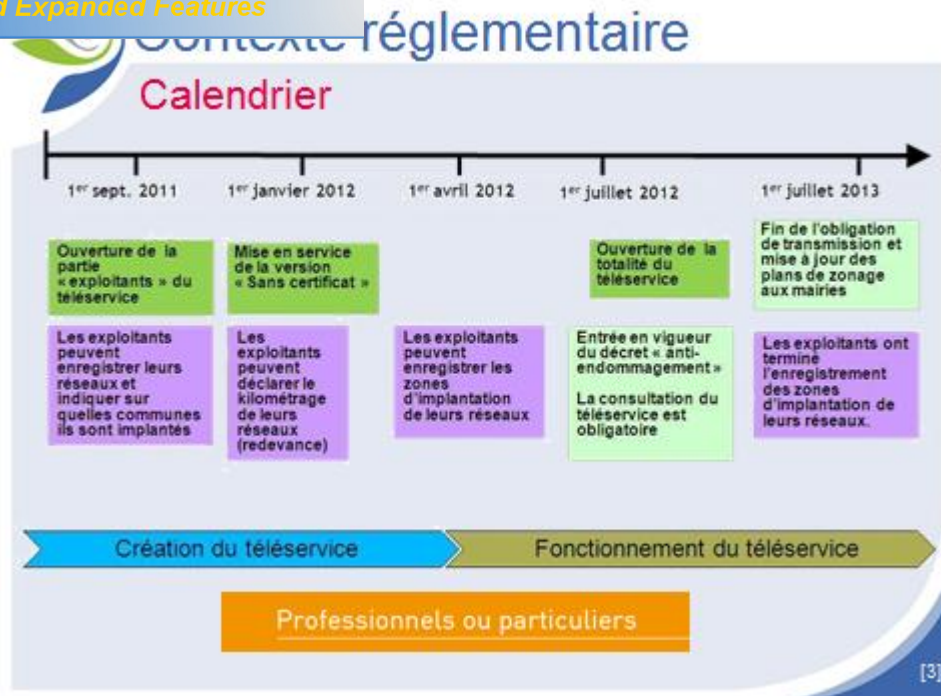 d Expanded Features
Contexte réglementaire
Calendrier
1er sept. 2011
1er janvier 2012
1er avril 2012
1er juillet 2012
1er juillet 2013
Ouverture de la
partie
« exploitants » du
téléservice
Mise en service
de la version
« Sans certificat »
Ouverture de la
totalité du
téléservice
Fin de l'obligation
de transmission et
mise à jour des
plans de zonage
aux mairies
Les exploitants
peuvent
enregistrer leurs
réseaux et
indiquer sur
quelles communes
ils sont implantés
Les
exploitants
peuvent
déclarer le
kilométrage
de leurs
réseaux
(redevance)
Les exploitants
peuvent
enregistrer les
zones
d'implantation
de leurs réseaux
Entrée en vigueur
du décret « anti-
endommagement »
La consultation du
téléservice est
obligatoire
Les exploitants ont
terminé
l'enregistrement
des zones
d'implantation de
leurs réseaux.
Création du téléservice
Fonctionnement du téléservice
Professionnels ou particuliers
[3]